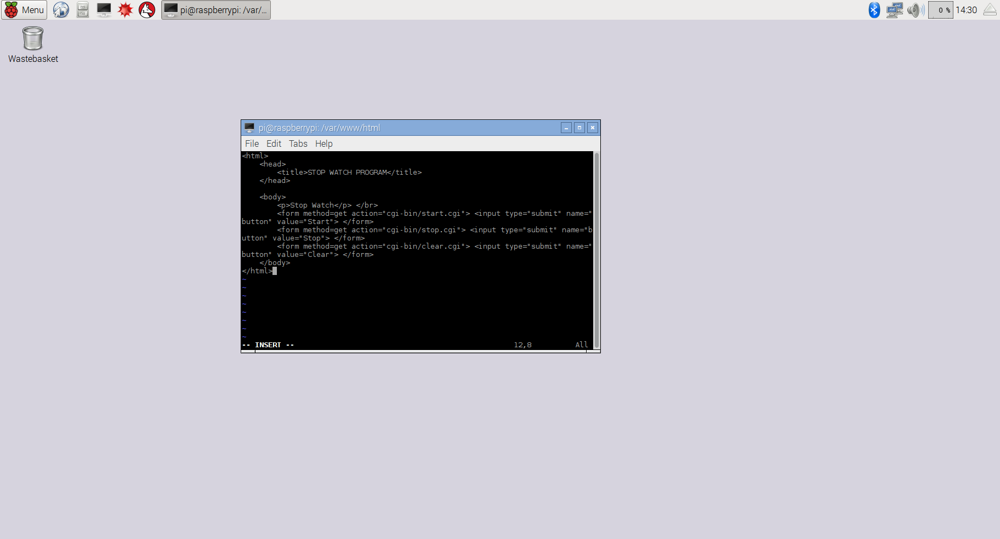 Menu
pi@raspberrypi: /var/...
0 %
14:30
Wastebasket
pi@raspberrypi: /var/www/html
File Edit Tabs Help
<html>
    <head>
        <title>STOP WATCH PROGRAM</title>
    </head>

    <body>
        <p>Stop Watch</p> </br>
        <form method=get action="cgi-bin/start.cgi"> <input type="submit" name="
button" value="Start"> </form>
        <form method=get action="cgi-bin/stop.cgi"> <input type="submit" name="b
utton" value="Stop"> </form>
        <form method=get action="cgi-bin/clear.cgi"> <input type="submit" name="
button" value="Clear"> </form>
    </body>
</html>
~
~
~
~
~
~
~
~
-- INSERT -- 12,8 All